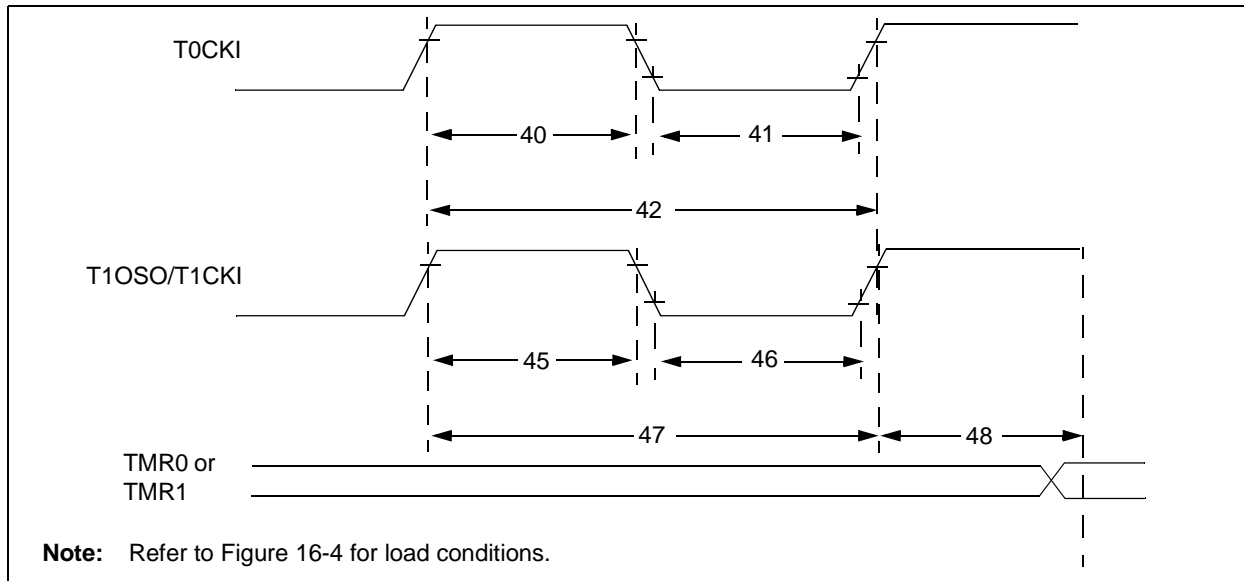 T0CKI
40
41
42
T1OSO/T1CKI
45
46
47
48
TMR0 or
TMR1
Note: Refer to Figure 16-4 for load conditions.